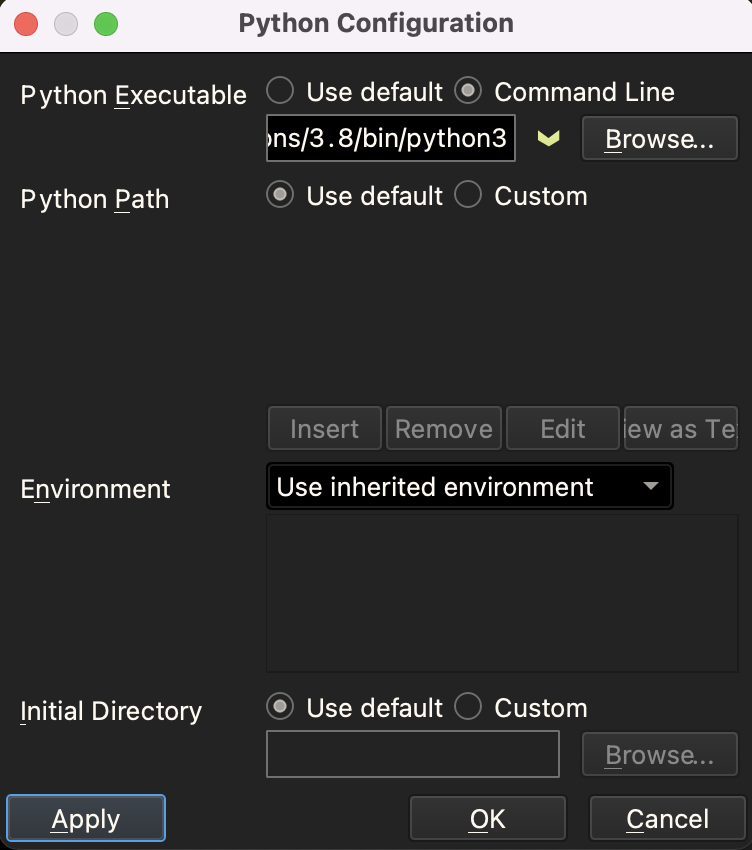 Python Configuration
Python Executable Use default Command Line
ons/3.8/bin/python3 Browse...
Python Path Use default Custom
Insert Remove Edit iew as Te
Environment Use inherited environment
Initial Directory Use default Custom
Browse...
Apply OK Cancel